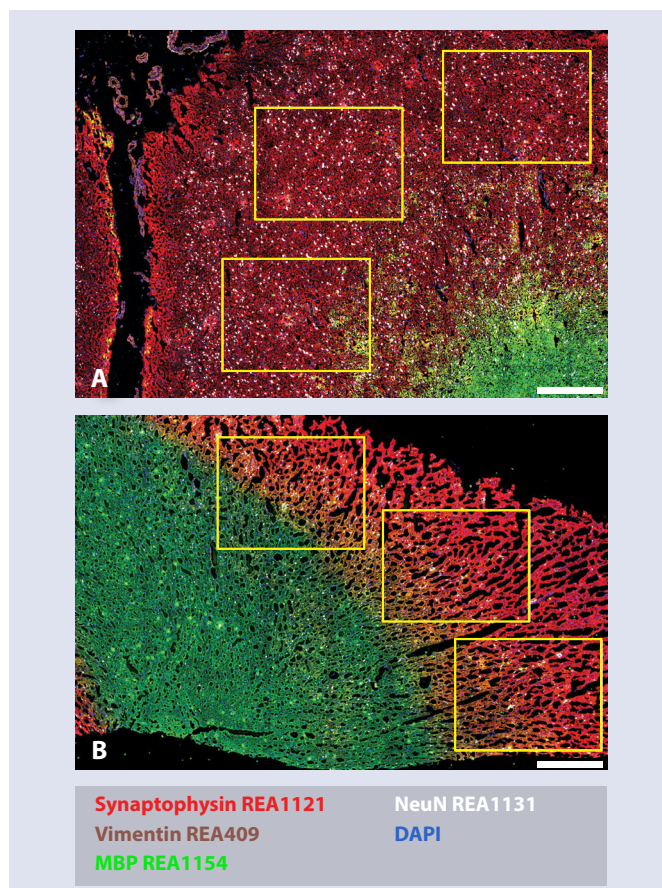 A
B
Synaptophysin REA1121
NeuN REA1131
Vimentin REA409
DAPI
MBP REA1154